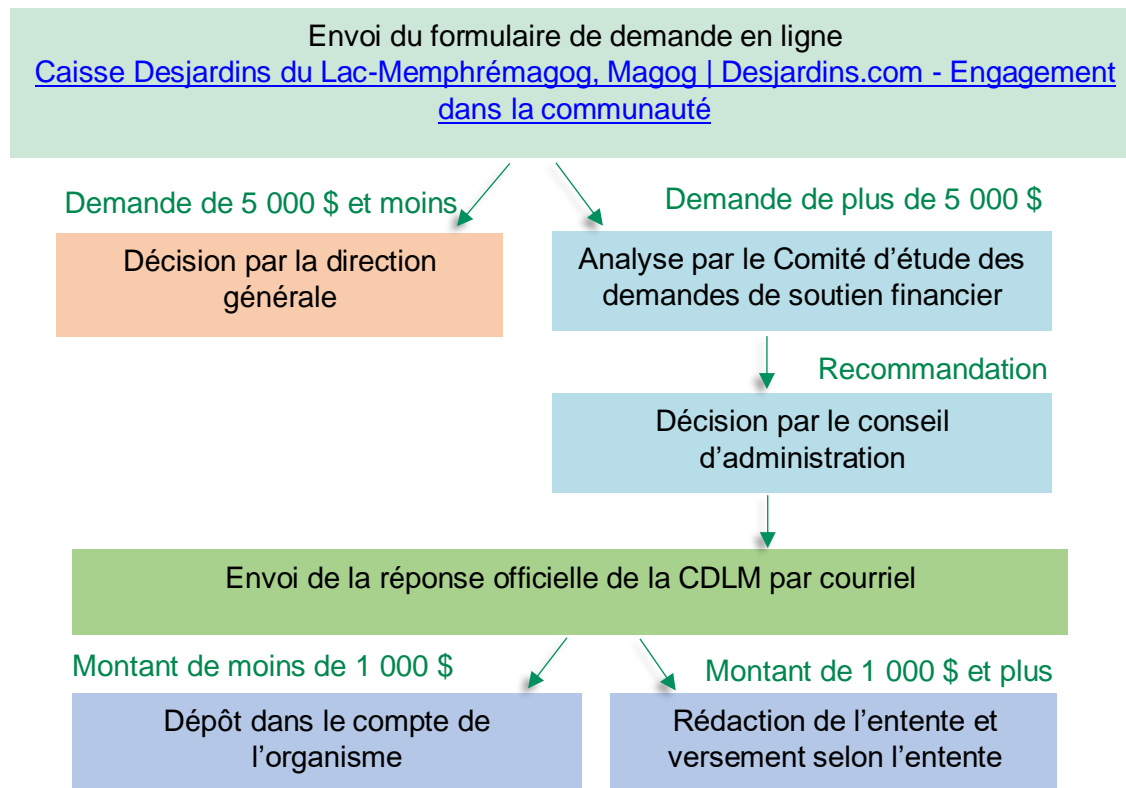 Envoi du formulaire de demande en ligne
Caisse Desjardins du Lac-Memphrémagog, Magog | Desjardins.com - Engagement
dans la communauté
Demande de 5 000 $ et moins
Demande de plus de 5 000 $
Décision par la direction
générale
Analyse par le Comité d’étude des
demandes de soutien financier
Recommandation
Décision par le conseil
d’administration
Envoi de la réponse officielle de la CDLM par courriel
Montant de moins de 1 000 $
Montant de 1 000 $ et plus
Dépôt dans le compte de
l’organisme
Rédaction de l’entente et
versement selon l’entente